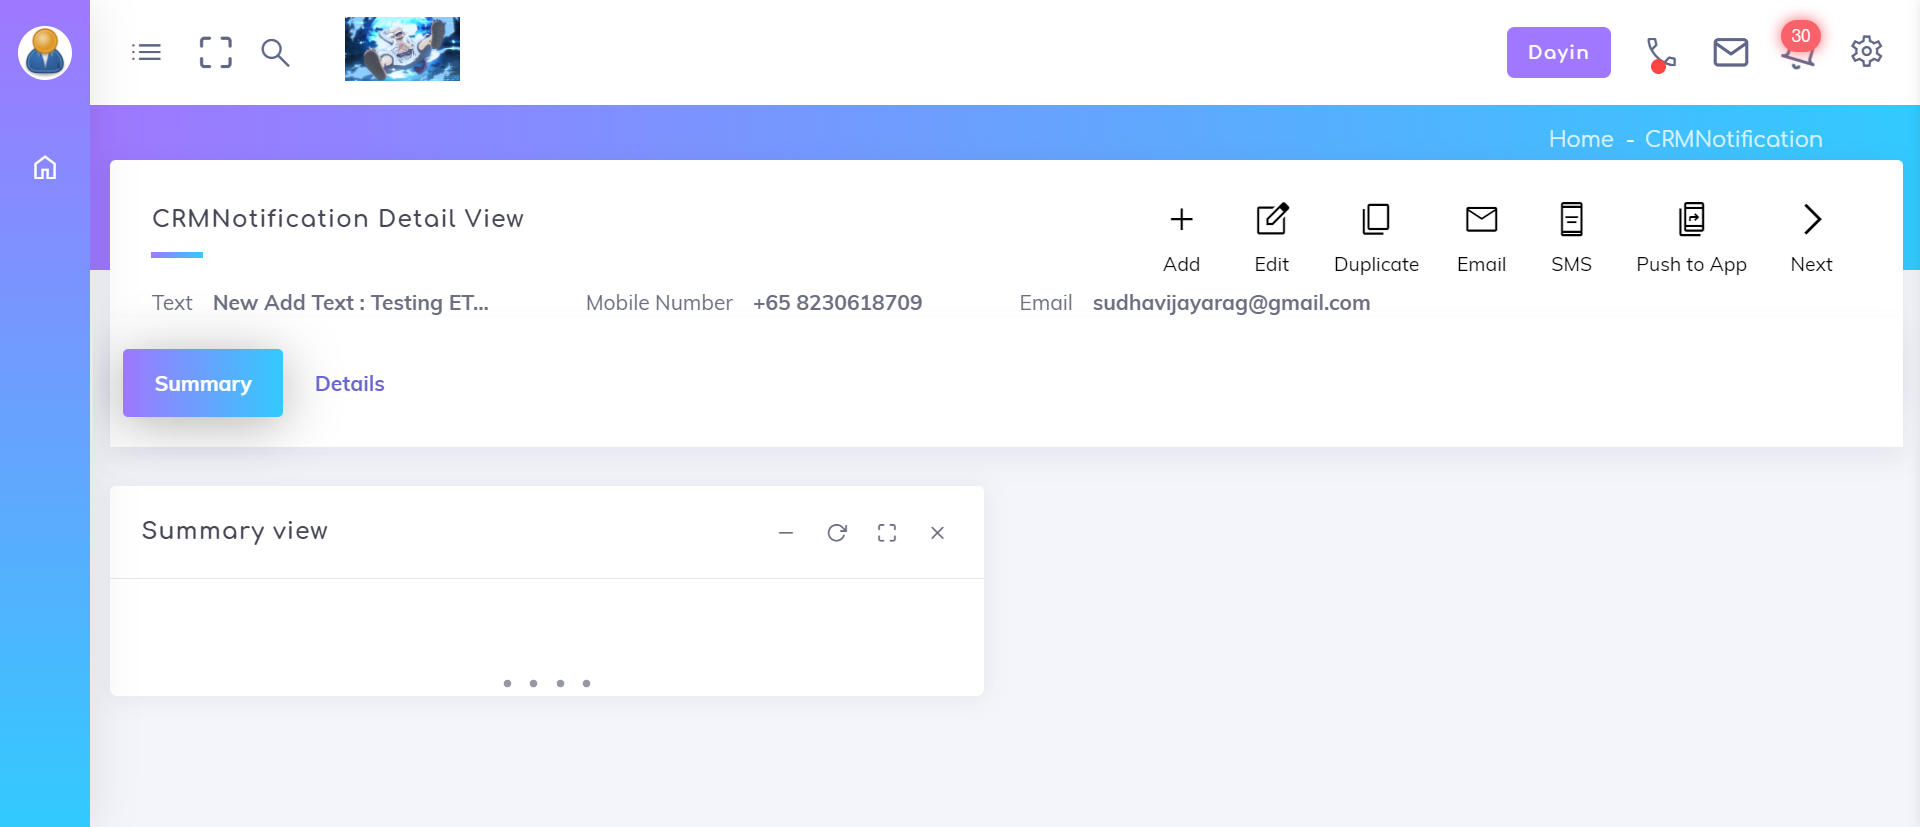 Dayin
30
Home - CRMNotification
CRMNotification Detail View
Add
Edit
Duplicate
Email
SMS
Push to App
Next
Text New Add Text : Testing ET...
Mobile Number +65 8230618709
Email sudhavijayarag@gmail.com
Summary
Details
Summary view